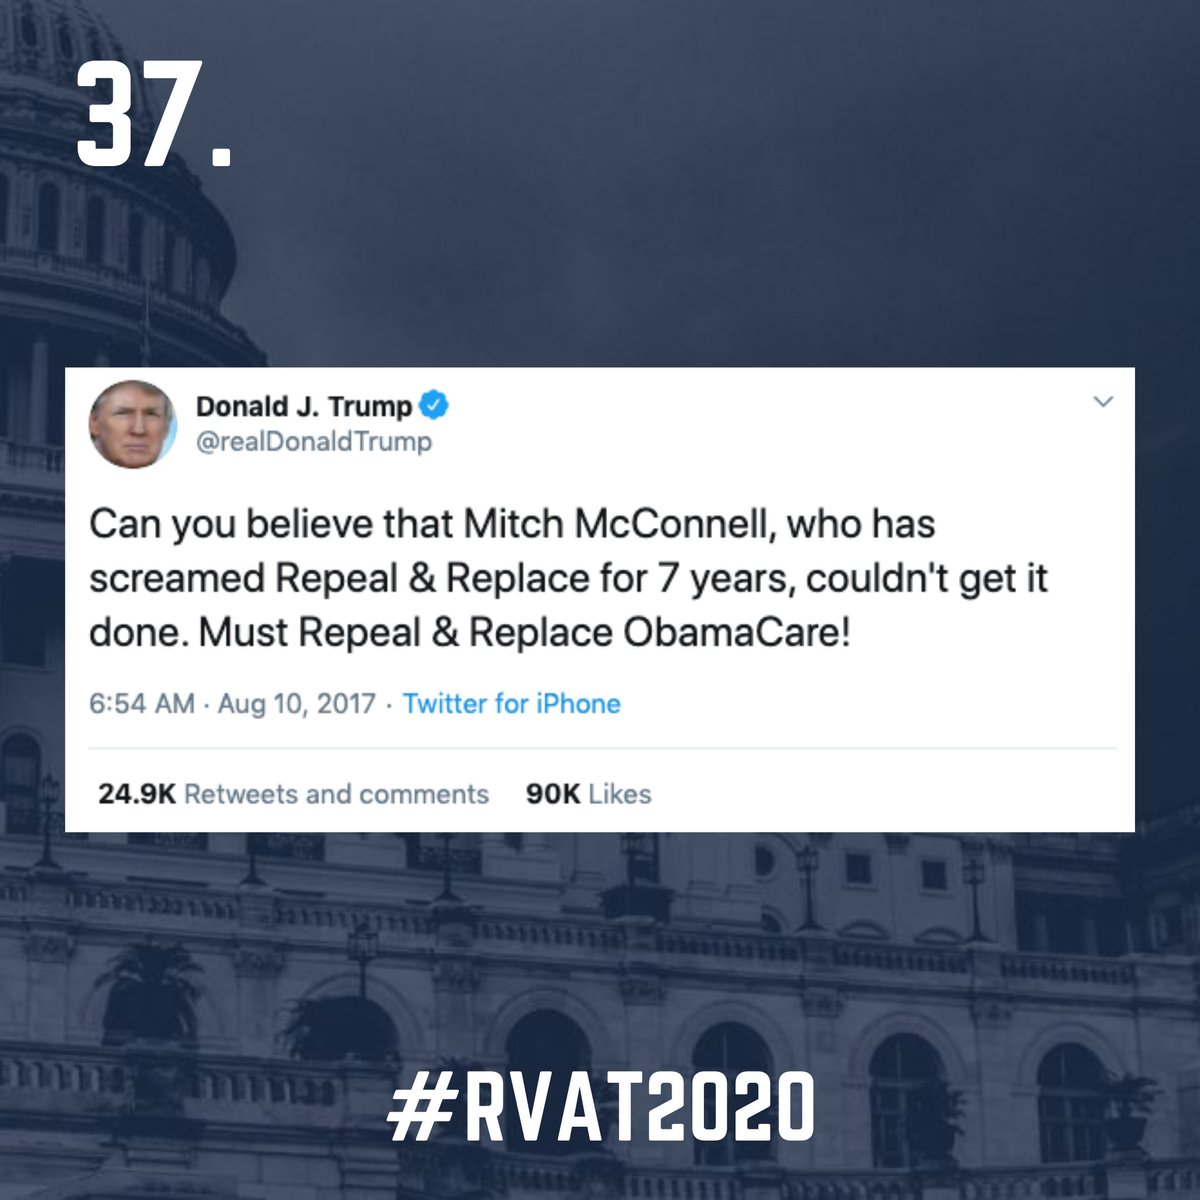 37.
Donald J. Trump
@realDonaldTrump
Can you believe that Mitch McConnell, who has
screamed Repeal & Replace for 7 years, couldn't get it
done. Must Repeal & Replace ObamaCare!
6:54 AM · Aug 10, 2017 · Twitter for iPhone
24.9K Retweets and comments 90K Likes
#RVAT2020